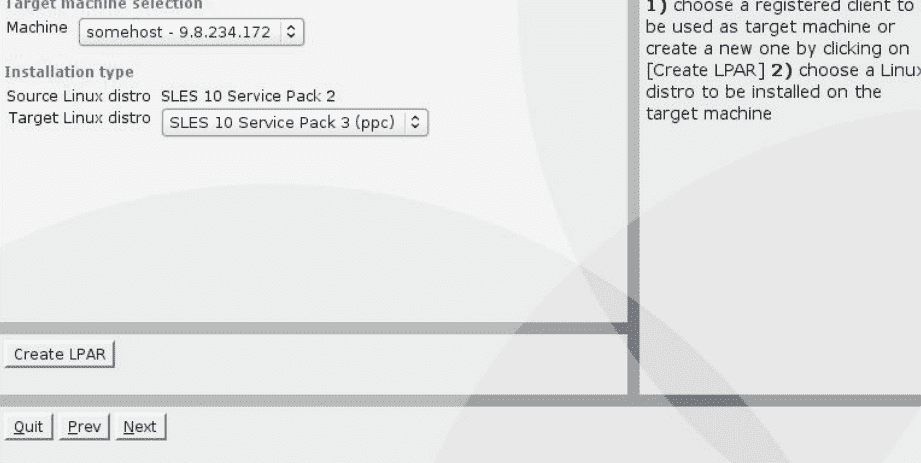 Target machine selection
Machine somehost - 9.8.234.172
Installation type
Source Linux distro SLES 10 Service Pack 2
Target Linux distro SLES 10 Service Pack 3 (ppc)
Create LPAR
Quit Prev Next
1) choose a registered client to
be used as target machine or
create a new one by clicking on
[Create LPAR] 2) choose a Linux
distro to be installed on the
target machine